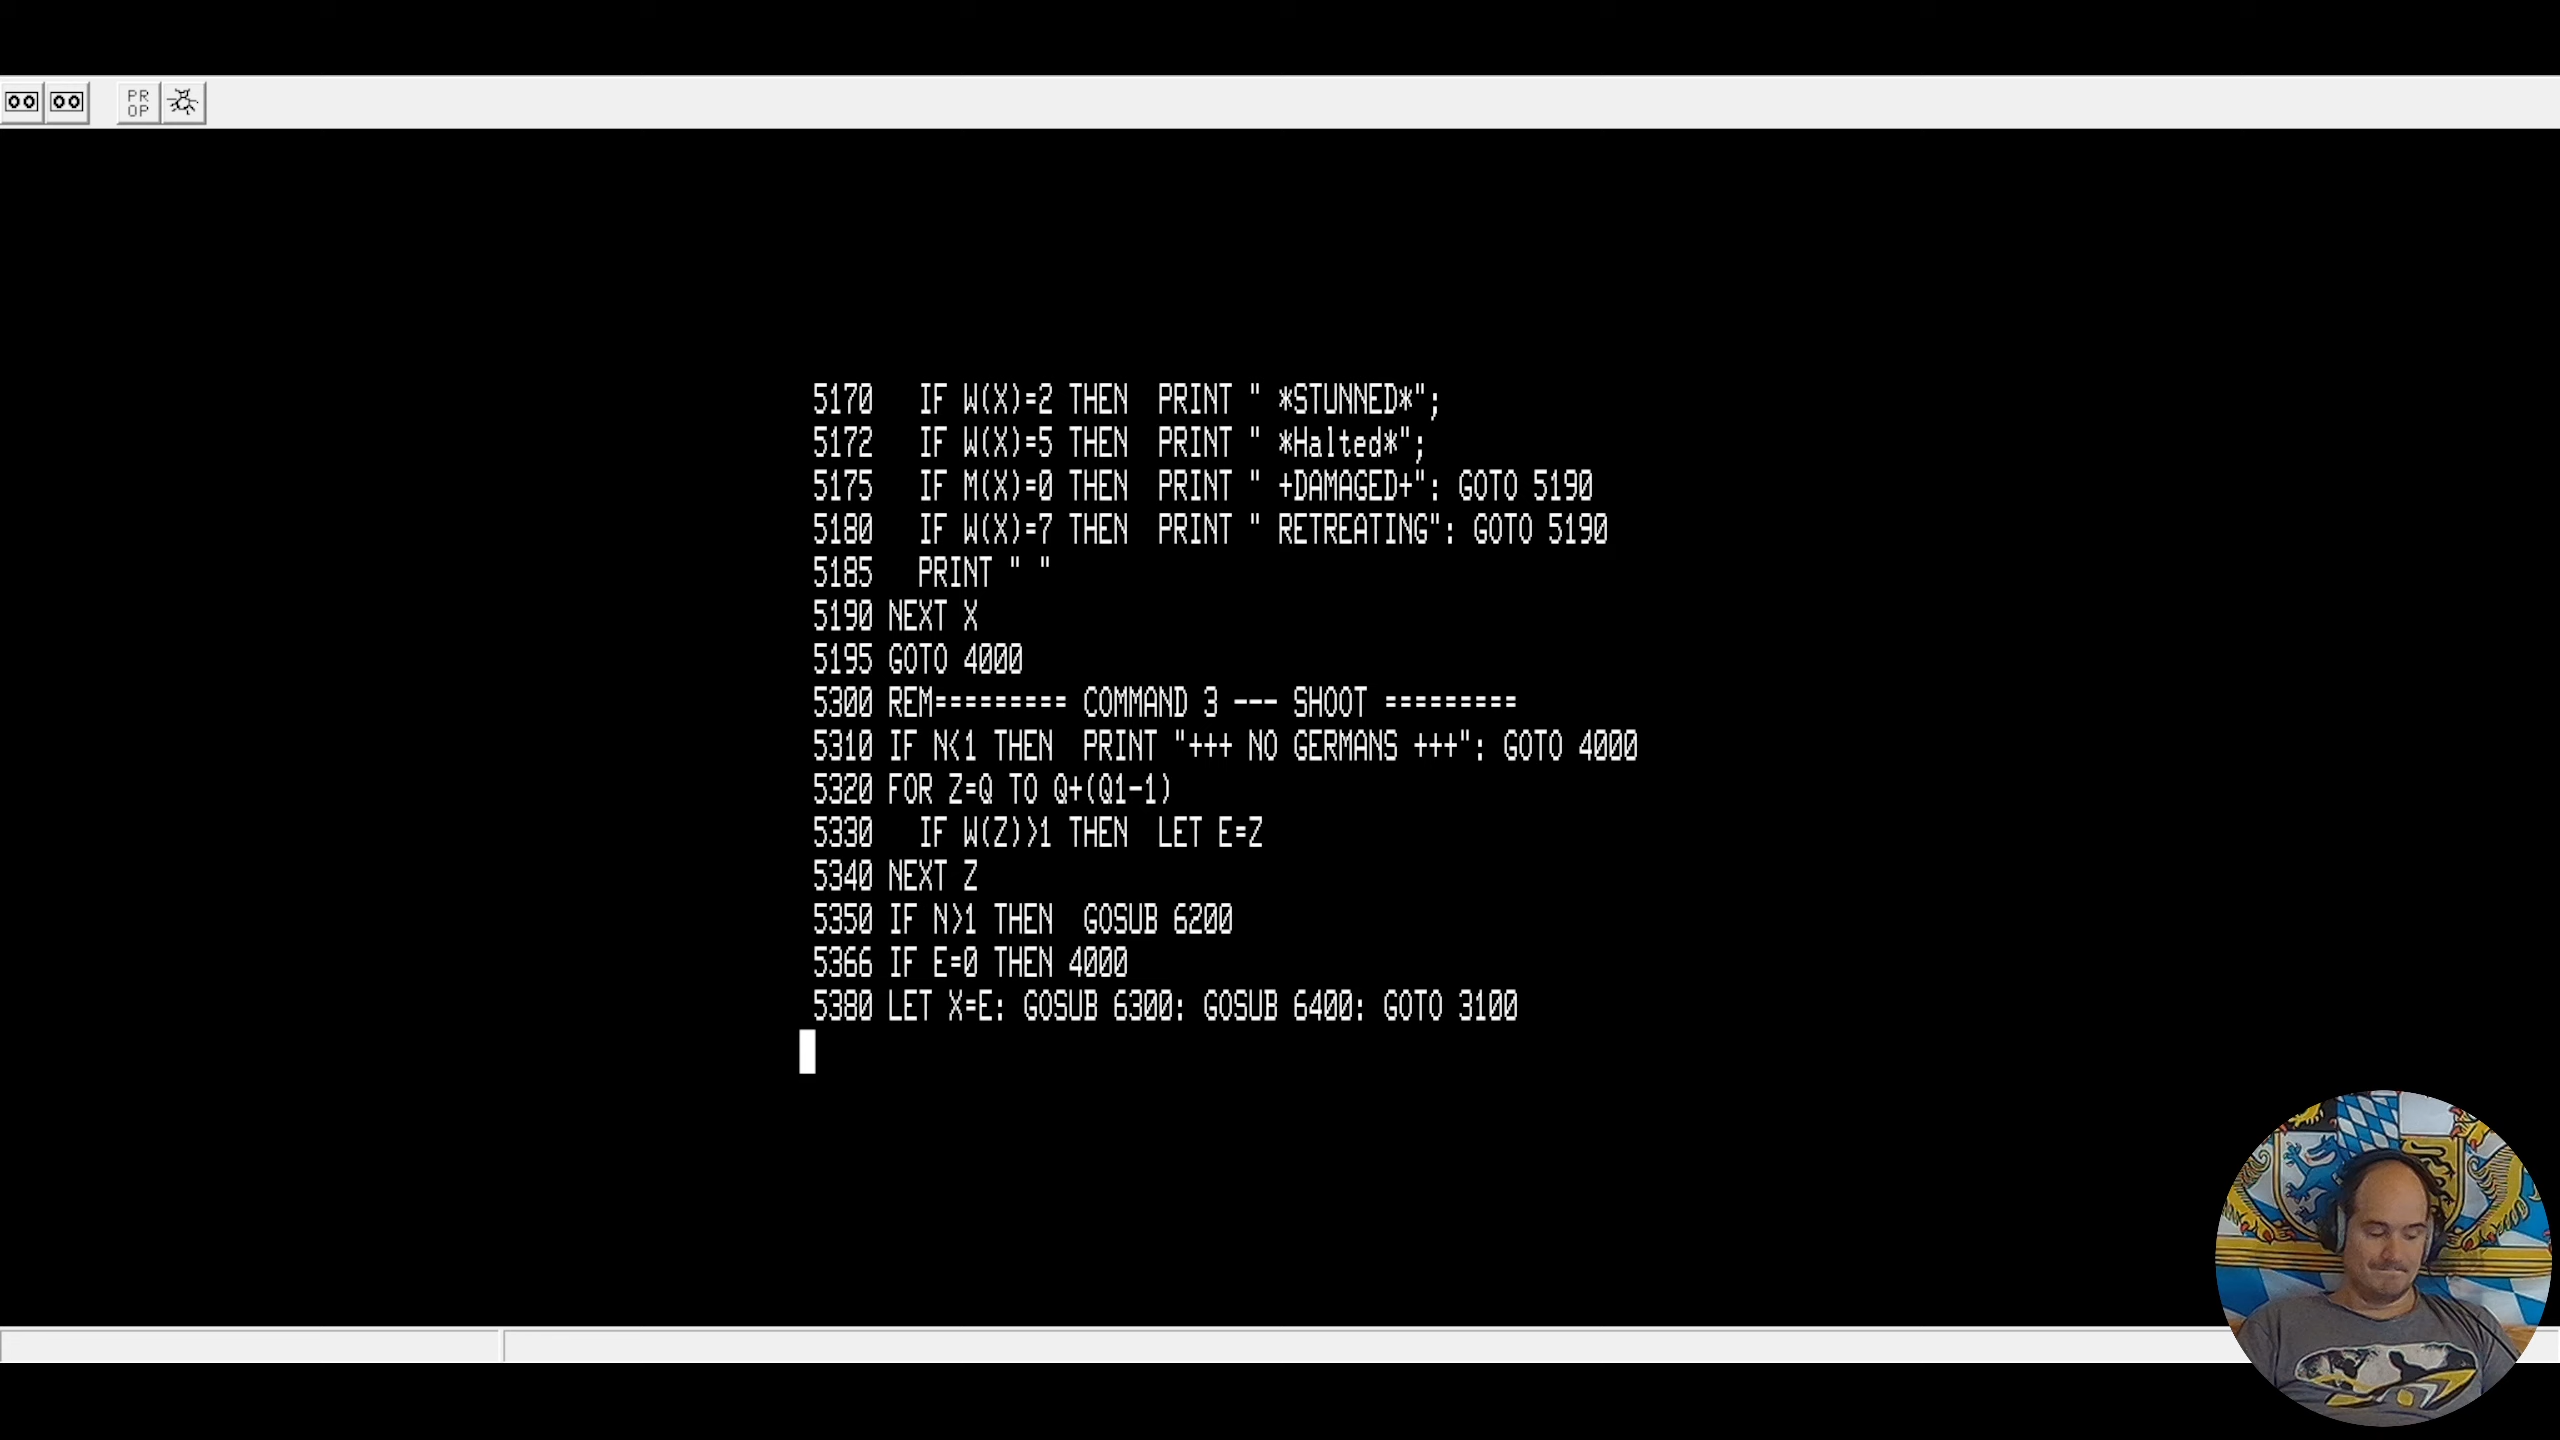 PR
OP
5170   IF W(X)=2 THEN  PRINT " *STUNNED*";
5172   IF W(X)=5 THEN  PRINT " *Halted*";
5175   IF M(X)=0 THEN  PRINT " +DAMAGED+": GOTO 5190
5180   IF W(X)=7 THEN  PRINT " RETREATING": GOTO 5190
5185   PRINT " "
5190 NEXT X
5195 GOTO 4000
5300 REM========= COMMAND 3 --- SHOOT =========
5310 IF N<1 THEN  PRINT "+++ NO GERMANS +++": GOTO 4000
5320 FOR Z=Q TO Q+(Q1-1)
5330   IF W(Z)>1 THEN  LET E=Z
5340 NEXT Z
5350 IF N>1 THEN  GOSUB 6200
5366 IF E=0 THEN 4000
5380 LET X=E: GOSUB 6300: GOSUB 6400: GOTO 3100